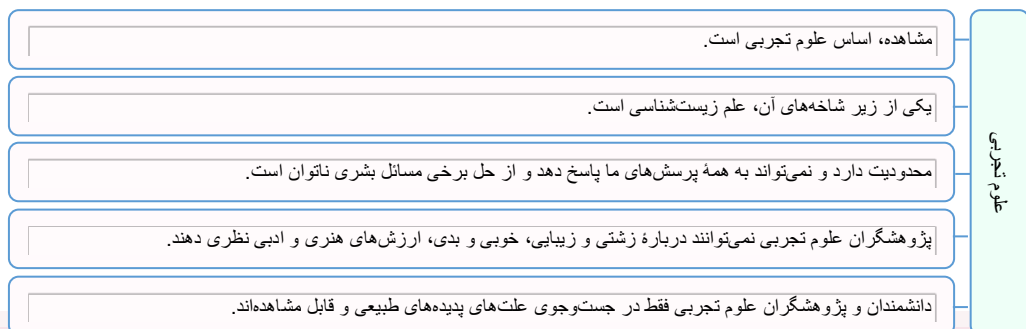 علوم تجربی
مشاهده، اساس علوم تجربی است.
یکی از زیر شاخه‌های آن، علم زیست‌شناسی است.
محدودیت دارد و نمی‌تواند به همۀ پرسش‌های ما پاسخ دهد و از حل برخی مسائل بشری ناتوان است.
پژوهشگران علوم تجربی نمی‌توانند دربارۀ زشتی و زیبایی، خوبی و بدی، ارزش‌های هنری و ادبی نظری دهند.
دانشمندان و پژوهشگران علوم تجربی فقط در جست‌وجوی علت‌های پدیده‌های طبیعی و قابل مشاهده‌اند.